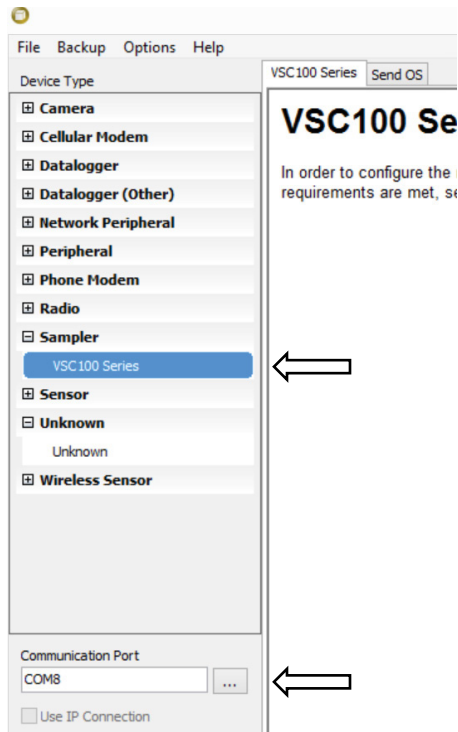 File Backup Options Help
Device Type
VSC100 Series Send OS
Camera
Cellular Modem
Datalogger
Datalogger (Other)
Network Peripheral
Peripheral
Phone Modem
Radio
Sampler
VSC100 Series
Sensor
Unknown
Unknown
Wireless Sensor
Communication Port
COM8
...
Use IP Connection
VSC100 Se
In order to configure the
requirements are met, se